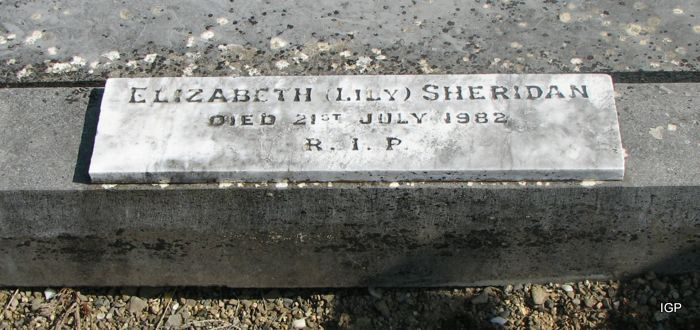 ELIZABETH (LILY) SHERIDAN
DIED 21ST JULY 1982
R. I. P.
IGP